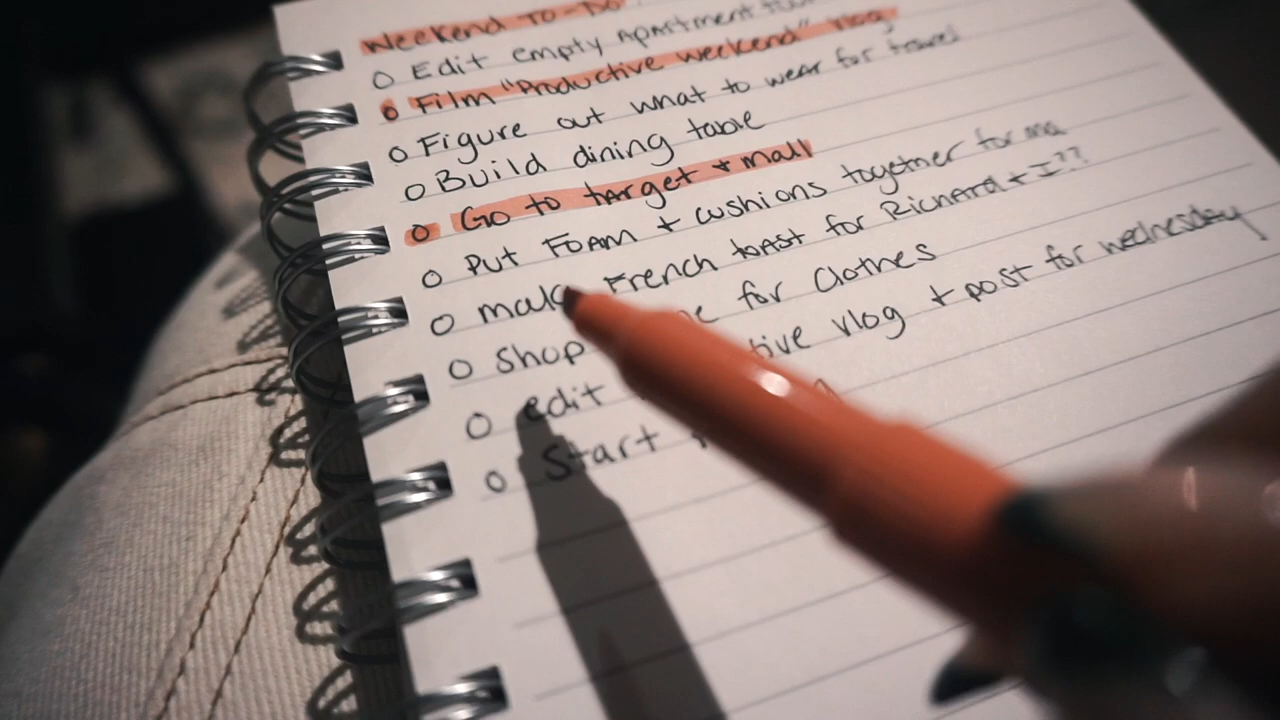 Weekend To-Do
O Edit empty Apartment tour
O Film "Productive weekend" vlog
O Figure out what to wear for travel
O Build dining table
O Go to target + mall
O Put Foam + cushions together for ma
O make French toast for Richard + I??
O Shop for Clothes
O edit vlog + post for wednesday
O Start